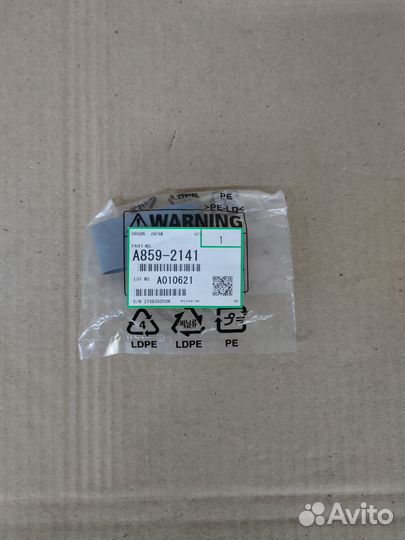 LDPE
PE
>PE-LD<
WARNING
ORIGIN JAPAN
1
PART NO.
A859-2141
LOT NO. A010621
S/N
4
LDPE
LDPE
PE
Avito